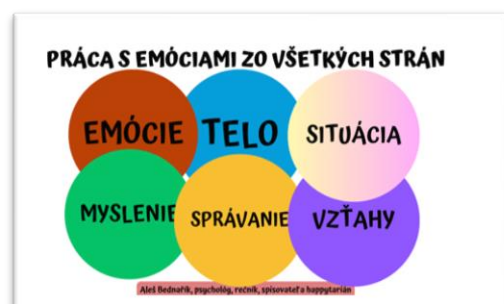 PRÁCA S EMÓCIAMI ZO VŠETKÝCH STRÁN
EMÓCIE TELO SITUÁCIA
MYSLENIE SPRÁVANIE VZŤAHY
Aleš Bednařík, psychológ, rečník, spisovateľ a happytarián